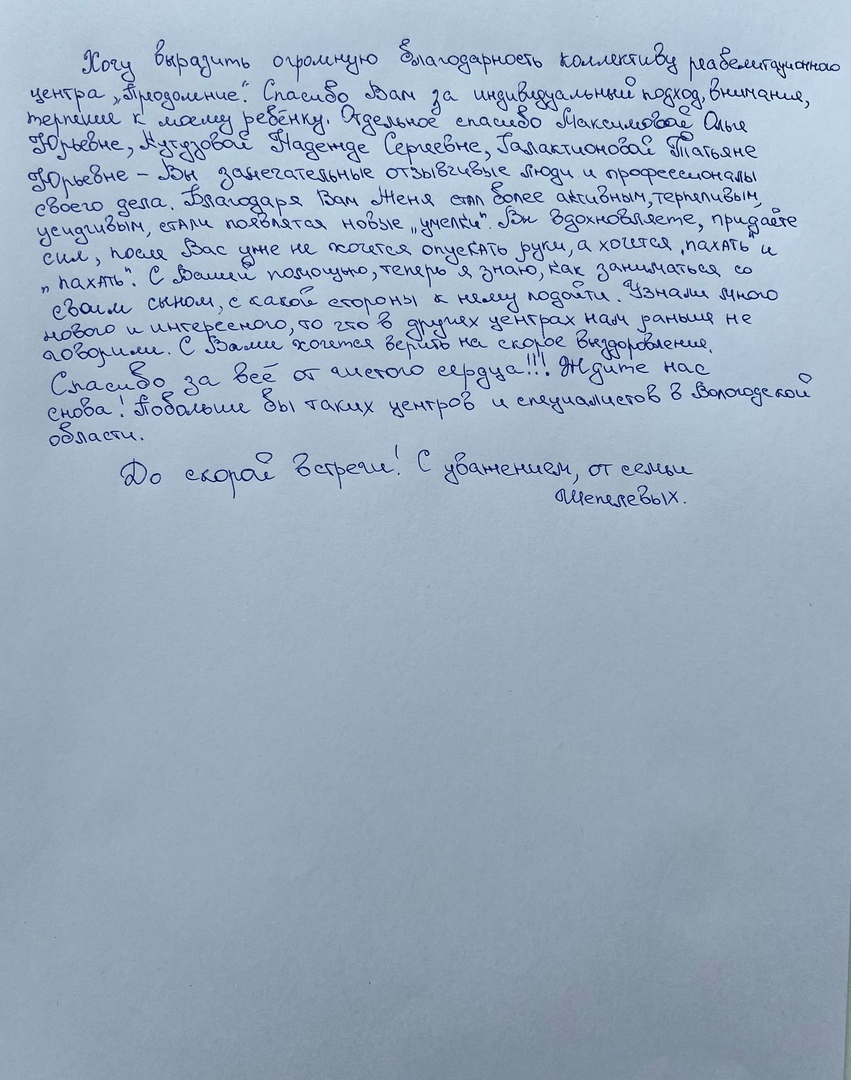 Хочу выразить огромную благодарность коллективу реабелитационного
центра „Преодоление". Спасибо Вам за индивидуальный подход, внимание,
терпение к моему ребёнку. Отдельное спасибо Максимовой Ольге
Юрьевне, Кутузовой Надежде Сергеевне, Галактионовой Татьяне
Юрьевне – Вы замечательные отзывчивые люди и профессионалы
своего дела. Благодаря Вам Женя стал более активным, терпеливым,
усидчивым, стали появлятся новые „умелки". Вы вдохновляете, придаёте
сил, после Вас уже не хочется опускать руки, а хочется „пахать" и
„пахать". С Вашей помощью, теперь я знаю, как заниматься со
своим сыном, с какой стороны к нему подойти. Узнали много
нового и интересного, то что в других центрах нам раньше не
говорили. С Вами хочется верить на скорое выздоровление.
Спасибо за всё от чистого сердца!!! Ждите нас
снова! Побольше бы таких центров и специалистов в Вологодской
области.
До скорой встречи! С уважением, от семьи
Шепелевых.